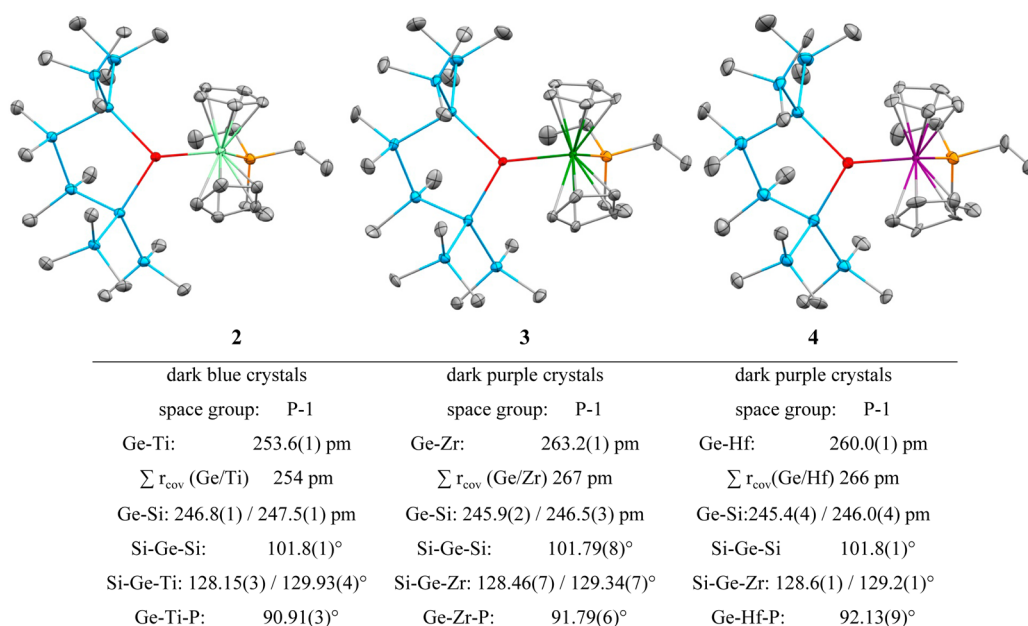 2 3 4
dark blue crystals dark purple crystals dark purple crystals
space group: P-1 space group: P-1 space group: P-1
Ge-Ti: 253.6(1) pm Ge-Zr: 263.2(1) pm Ge-Hf: 260.0(1) pm
∑ rcov (Ge/Ti) 254 pm ∑ rcov (Ge/Zr) 267 pm ∑ rcov(Ge/Hf) 266 pm
Ge-Si: 246.8(1) / 247.5(1) pm Ge-Si: 245.9(2) / 246.5(3) pm Ge-Si:245.4(4) / 246.0(4) pm
Si-Ge-Si: 101.8(1)° Si-Ge-Si: 101.79(8)° Si-Ge-Si 101.8(1)°
Si-Ge-Ti: 128.15(3) / 129.93(4)° Si-Ge-Zr: 128.46(7) / 129.34(7)° Si-Ge-Zr: 128.6(1) / 129.2(1)°
Ge-Ti-P: 90.91(3)° Ge-Zr-P: 91.79(6)° Ge-Hf-P: 92.13(9)°